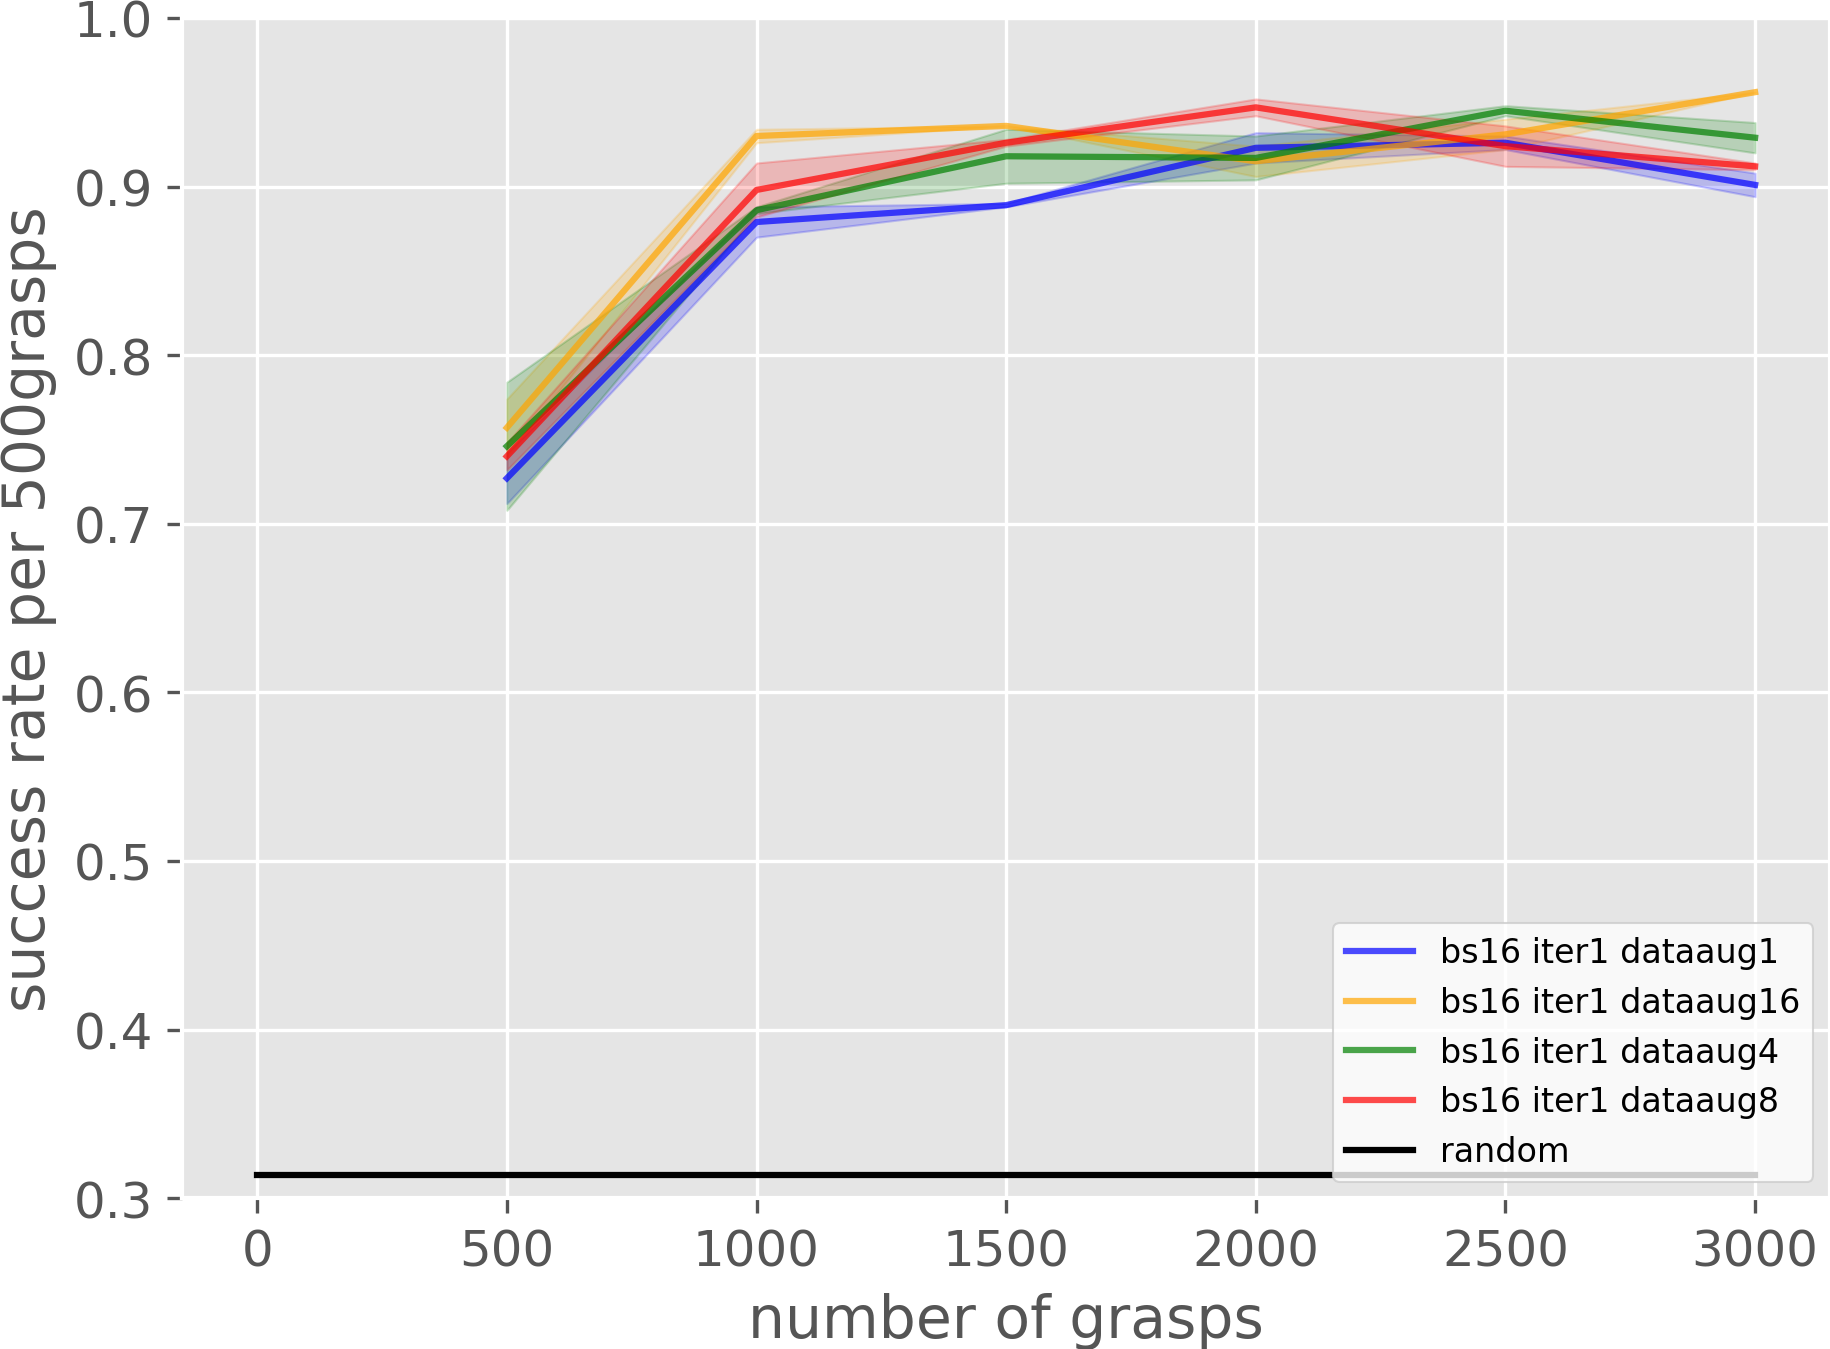 1.0
0.9
0.8
0.7
0.6
0.5
0.4
0.3
success rate per 500grasps
0
500
1000
1500
2000
2500
3000
number of grasps
bs16 iter1 dataaug1
bs16 iter1 dataaug16
bs16 iter1 dataaug4
bs16 iter1 dataaug8
random